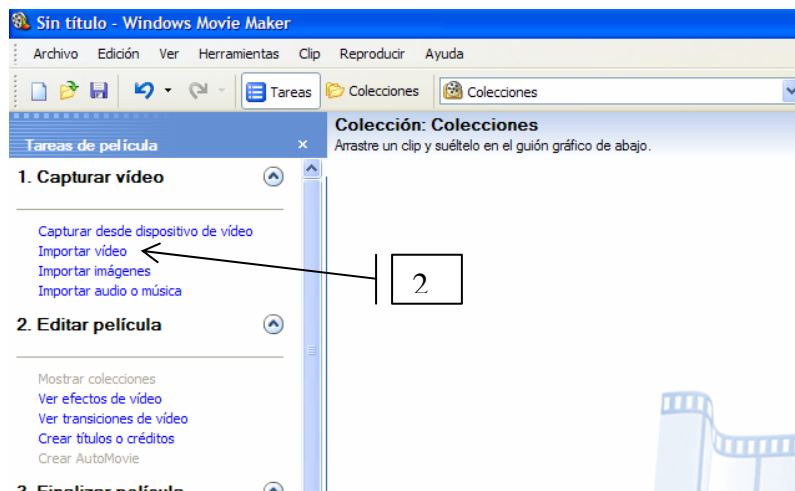 Sin título - Windows Movie Maker
Archivo Edición Ver Herramientas Clip Reproducir Ayuda
Tareas Colecciones Colecciones
Tareas de película
Colección: Colecciones
Arrastre un clip y suéltelo en el guión gráfico de abajo.
1. Capturar vídeo
Capturar desde dispositivo de vídeo
Importar vídeo
Importar imágenes
Importar audio o música
2
2. Editar película
Mostrar colecciones
Ver efectos de vídeo
Ver transiciones de vídeo
Crear títulos o créditos
Crear AutoMovie
3. Finalizar película